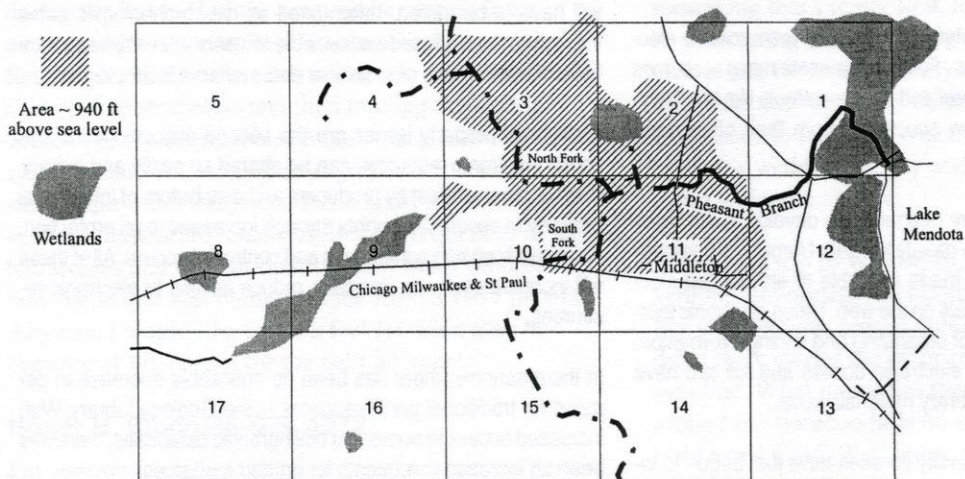 Area ~ 940 ft
above sea level
Wetlands
5
4
3
2
1
North Fork
Pheasant Branch
South
Fork
8
9
10
11
12
Middleton
Lake
Mendota
Chicago Milwaukee & St Paul
17
16
15
14
13